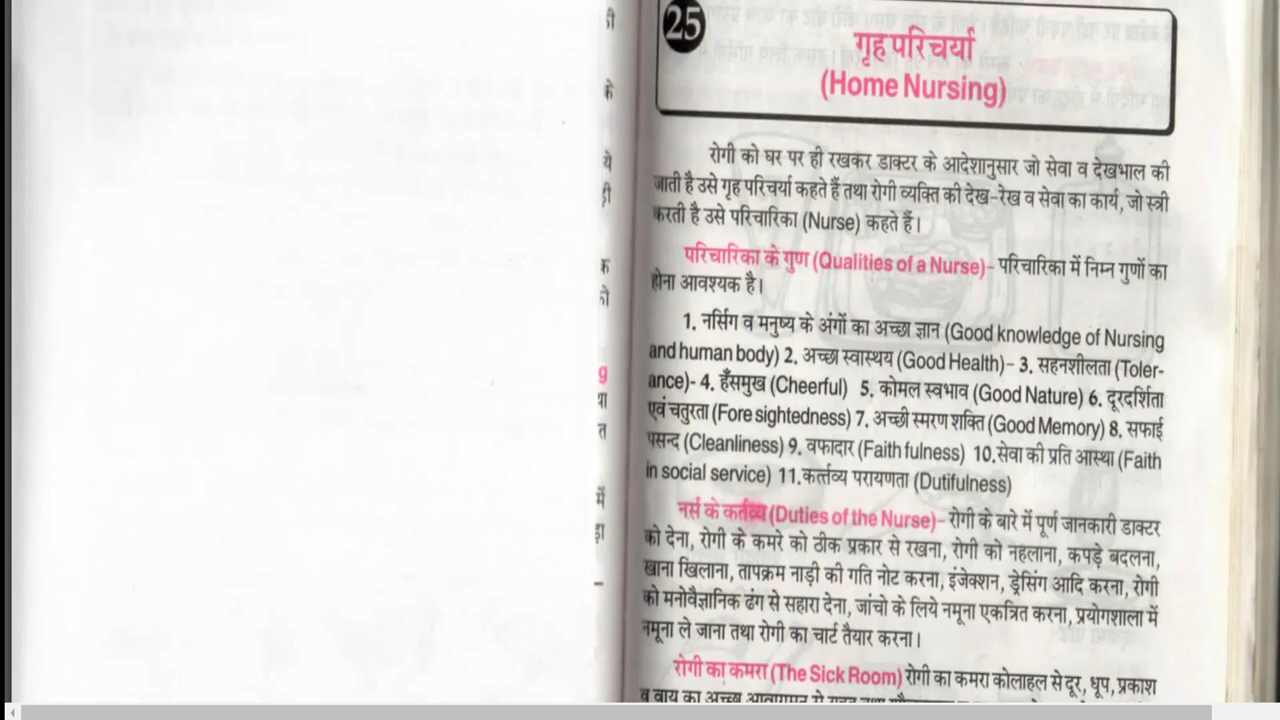 25
गृह परिचर्या
(Home Nursing)
रोगी को घर पर ही रखकर डाक्टर के आदेशानुसार जो सेवा व देखभाल की
जाती है उसे गृह परिचर्या कहते हैं तथा रोगी व्यक्ति की देख-रेख व सेवा का कार्य, जो स्त्री
करती है उसे परिचारिका (Nurse) कहते हैं।
परिचारिका के गुण (Qualities of a Nurse)- परिचारिका में निम्न गुणों का
होना आवश्यक है।
1. नर्सिग व मनुष्य के अंगों का अच्छा ज्ञान (Good knowledge of Nursing
and human body) 2. अच्छा स्वास्थय (Good Health)- 3. सहनशीलता (Toler-
ance)- 4. हँसमुख (Cheerful) 5. कोमल स्वभाव (Good Nature) 6. दूरदर्शिता
एवं चतुरता (Fore sightedness) 7. अच्छी स्मरण शक्ति (Good Memory) 8. सफाई
पसन्द (Cleanliness) 9. वफादार (Faith fulness) 10.सेवा की प्रति आस्था (Faith
in social service) 11.कर्त्तव्य परायणता (Dutifulness)
नर्स के कर्तव्य (Duties of the Nurse)- रोगी के बारे में पूर्ण जानकारी डाक्टर
को देना, रोगी के कमरे को ठीक प्रकार से रखना, रोगी को नहलाना, कपड़े बदलना,
खाना खिलाना, तापक्रम नाड़ी की गति नोट करना, इंजेक्शन, ड्रेसिंग आदि करना, रोगी
को मनोवैज्ञानिक ढंग से सहारा देना, जांचो के लिये नमूना एकत्रित करना, प्रयोगशाला में
नमूना ले जाना तथा रोगी का चार्ट तैयार करना।
रोगी का कमरा (The Sick Room) रोगी का कमरा कोलाहल से दूर, धूप, प्रकाश
व वायु का अच्छा आवागमन